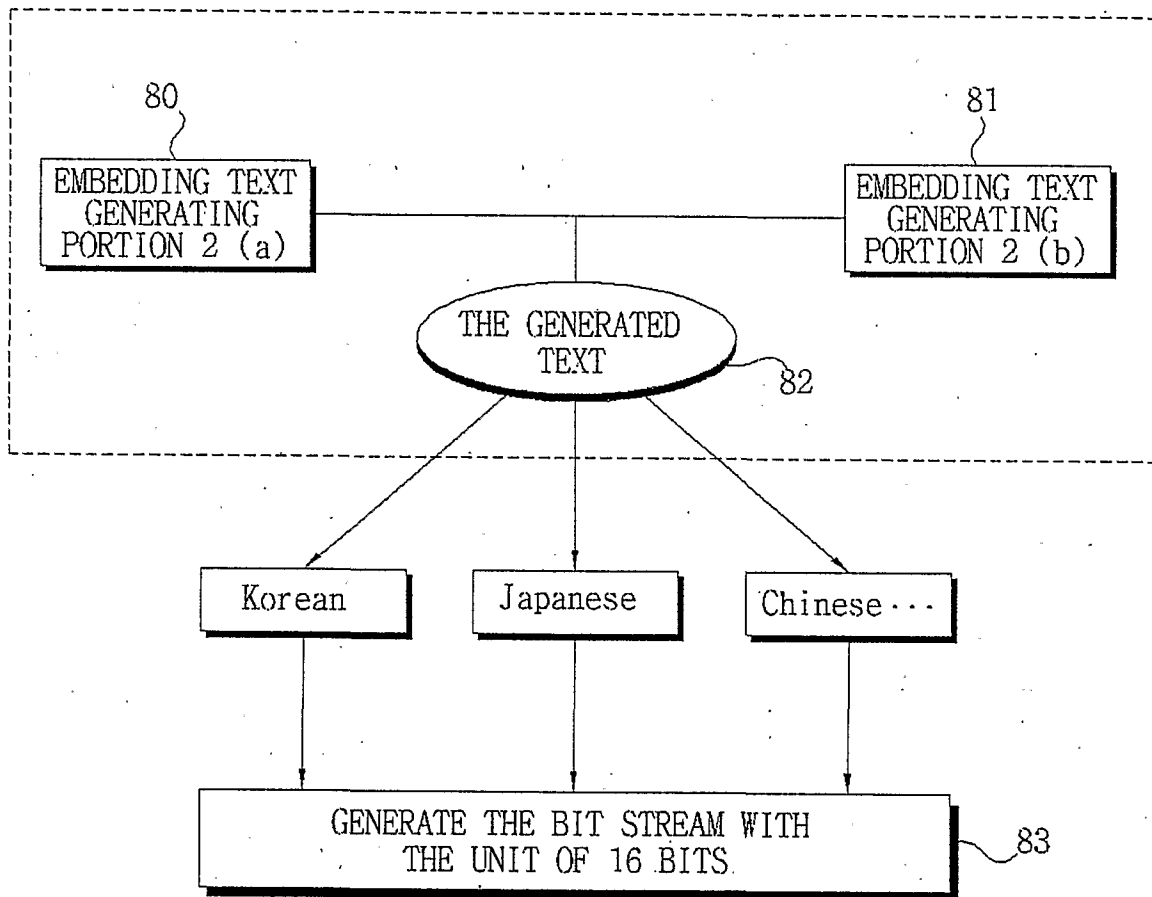 80
81
EMBEDDING TEXT
GENERATING
PORTION 2 (a)
EMBEDDING TEXT
GENERATING
PORTION 2 (b)
THE GENERATED
TEXT
82
Korean
Japanese
Chinese ···
GENERATE THE BIT STREAM WITH
THE UNIT OF 16 BITS
83